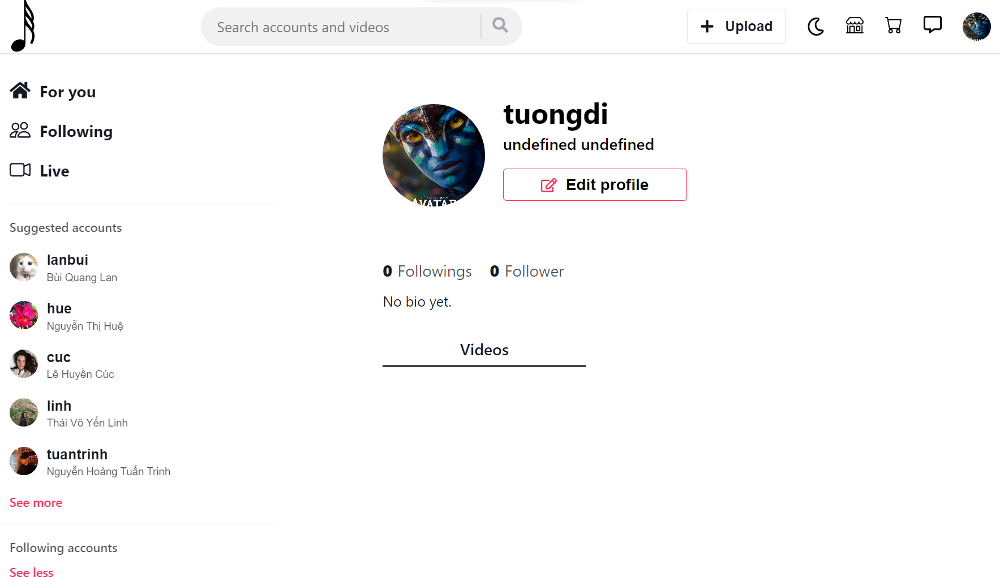 Search accounts and videos
Upload
For you
Following
Live
Suggested accounts
lanbui
Bùi Quang Lan
hue
Nguyễn Thị Huệ
cuc
Lê Huyền Cúc
linh
Thái Võ Yến Linh
tuantrinh
Nguyễn Hoàng Tuấn Trinh
See more
Following accounts
See less
tuongdi
undefined undefined
Edit profile
AVATAR
0 Followings 0 Follower
No bio yet.
Videos